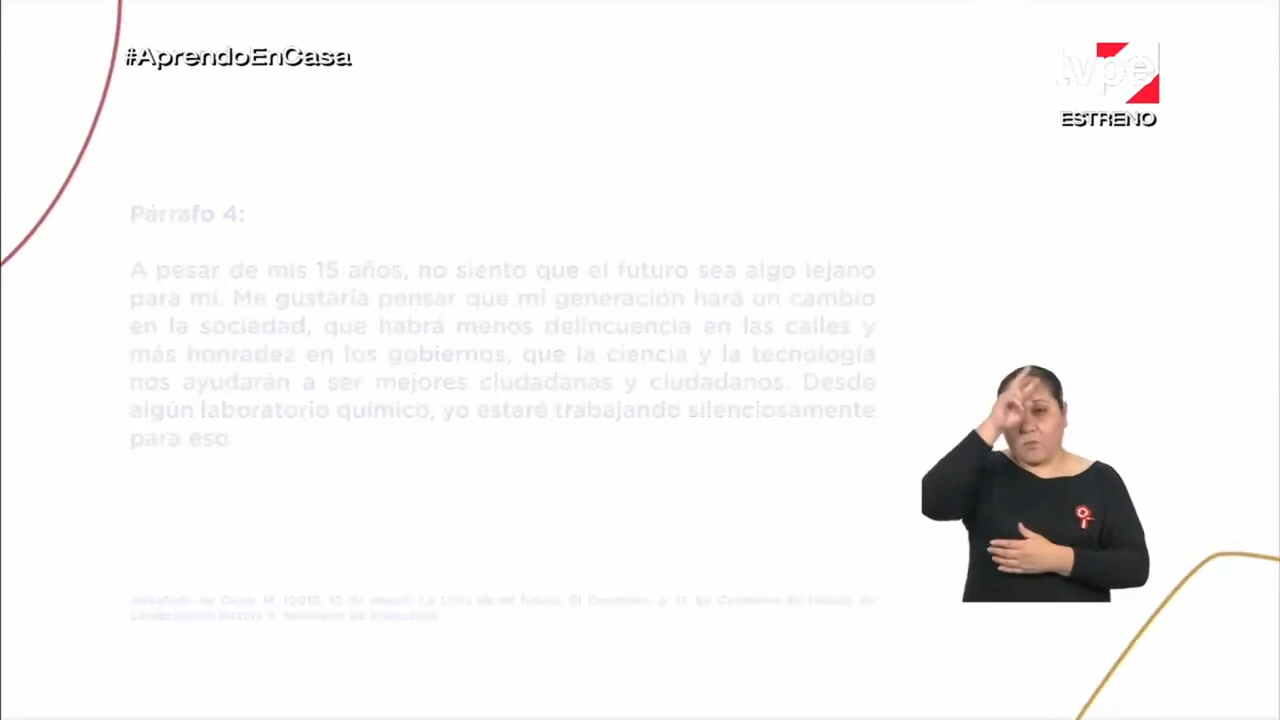 #AprendoEnCasa
tvpe
ESTRENO
Párrafo 4:
A pesar de mis 15 años, no siento que el futuro sea algo lejano
para mí. Me gustaría pensar que mi generación hará un cambio
en la sociedad, que habrá menos delincuencia en las calles y
más honradez en los gobiernos, que la ciencia y la tecnología
nos ayudarán a ser mejores ciudadanas y ciudadanos. Desde
algún laboratorio químico, yo estaré trabajando silenciosamente
para eso.